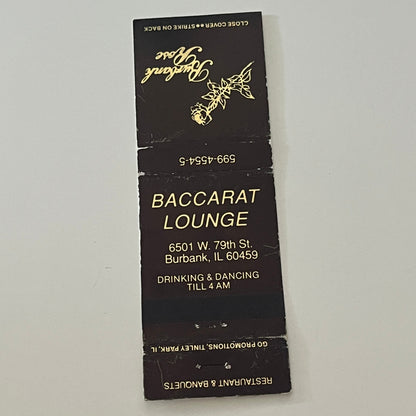 CLOSE COVER●●STRIKE ON BACK
Burbank
Rose
599-4554-5
BACCARAT
LOUNGE
6501 W. 79th St.
Burbank, IL 60459
DRINKING & DANCING
TILL 4 AM
GO PROMOTIONS, TINLEY PARK, IL
RESTAURANT & BANQUETS